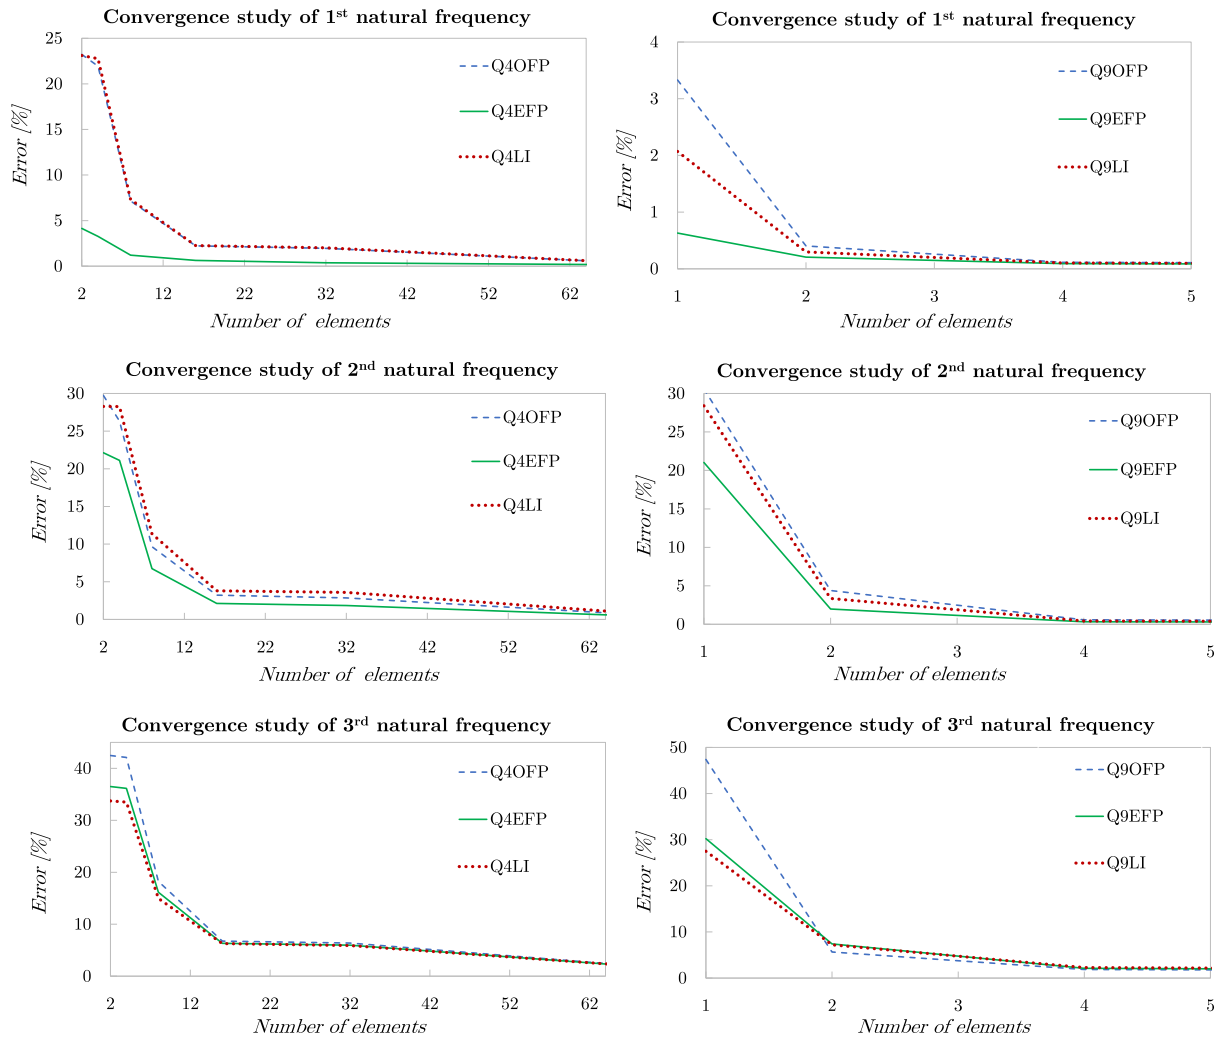 Convergence study of 1st natural frequency
25
20
15
10
5
0
Error [%]
Q4OFP
Q4EFP
Q4LI
2 12 22 32 42 52 62
Number of elements
Convergence study of 1st natural frequency
4
3
2
1
0
Error [%]
Q9OFP
Q9EFP
Q9LI
1 2 3 4 5
Number of elements
Convergence study of 2nd natural frequency
30
25
20
15
10
5
0
Error [%]
Q4OFP
Q4EFP
Q4LI
2 12 22 32 42 52 62
Number of elements
Convergence study of 2nd natural frequency
30
25
20
15
10
5
0
Error [%]
Q9OFP
Q9EFP
Q9LI
1 2 3 4 5
Number of elements
Convergence study of 3rd natural frequency
40
30
20
10
0
Error [%]
Q4OFP
Q4EFP
Q4LI
2 12 22 32 42 52 62
Number of elements
Convergence study of 3rd natural frequency
50
40
30
20
10
0
Error [%]
Q9OFP
Q9EFP
Q9LI
1 2 3 4 5
Number of elements